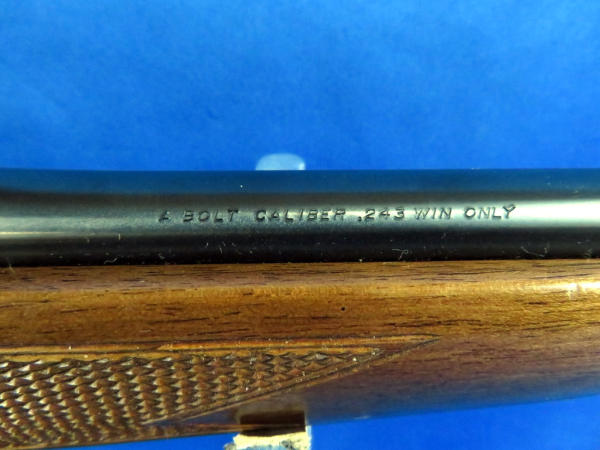 A BOLT CALIBER .243 WIN ONLY